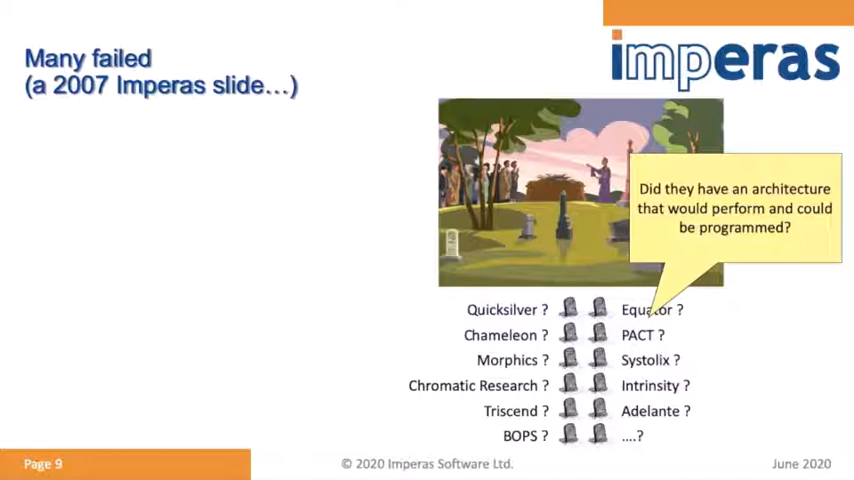 Many failed
(a 2007 Imperas slide…)
imperas
Did they have an architecture
that would perform and could
be programmed?
Quicksilver ?
Equator ?
Chameleon ?
PACT ?
Morphics ?
Systolix ?
Chromatic Research ?
Intrinsity ?
Triscend ?
Adelante ?
BOPS ?
....?
Page 9
© 2020 Imperas Software Ltd.
June 2020